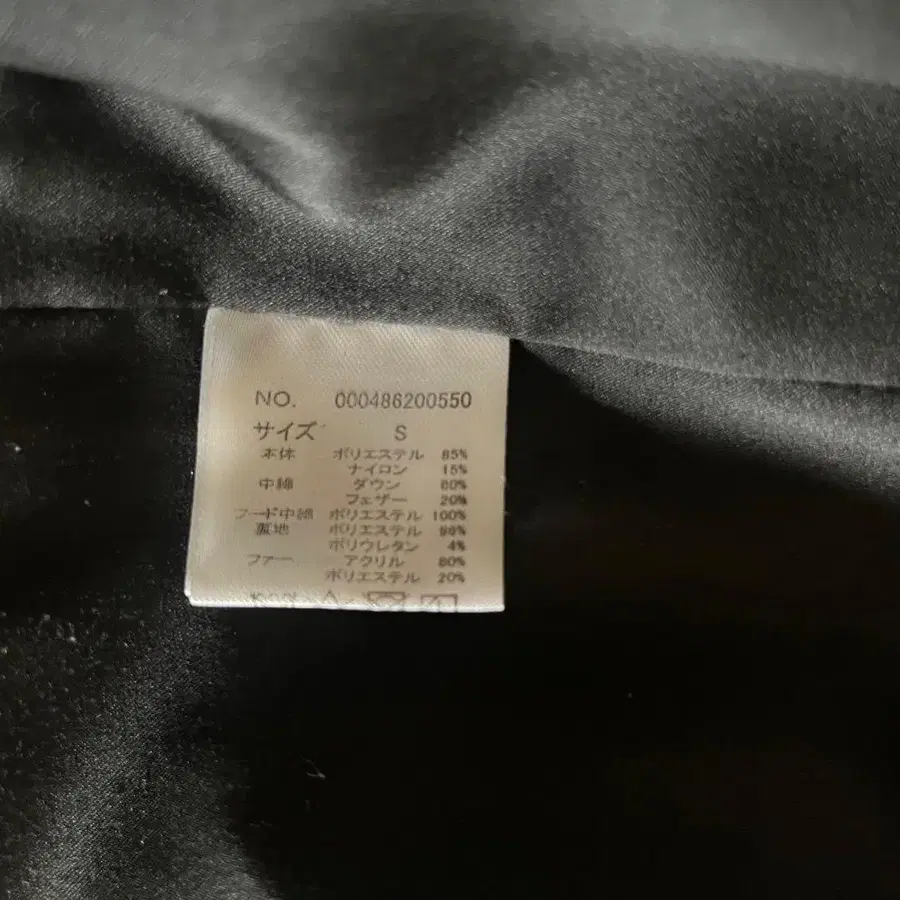 NO. 000486200550
サイズ S
本体 ポリエステル 85%
ナイロン 15%
中綿 ダウン 80%
フェザー 20%
フード中綿 ポリエステル 100%
裏地 ポリエステル 96%
ポリウレタン 4%
ファー アクリル 80%
ポリエステル 20%